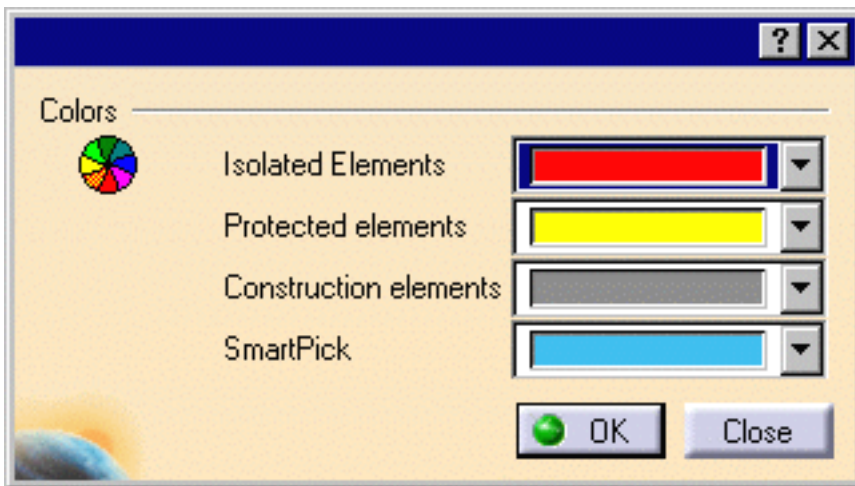 Colors
Isolated Elements
Protected elements
Construction elements
SmartPick
OK
Close